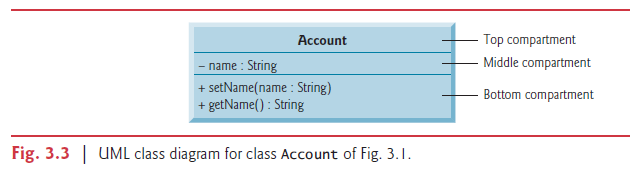 Account
Top compartment
– name : String
Middle compartment
+ setName(name : String)
+ getName() : String
Bottom compartment
Fig. 3.3 | UML class diagram for class Account of Fig. 3.1.